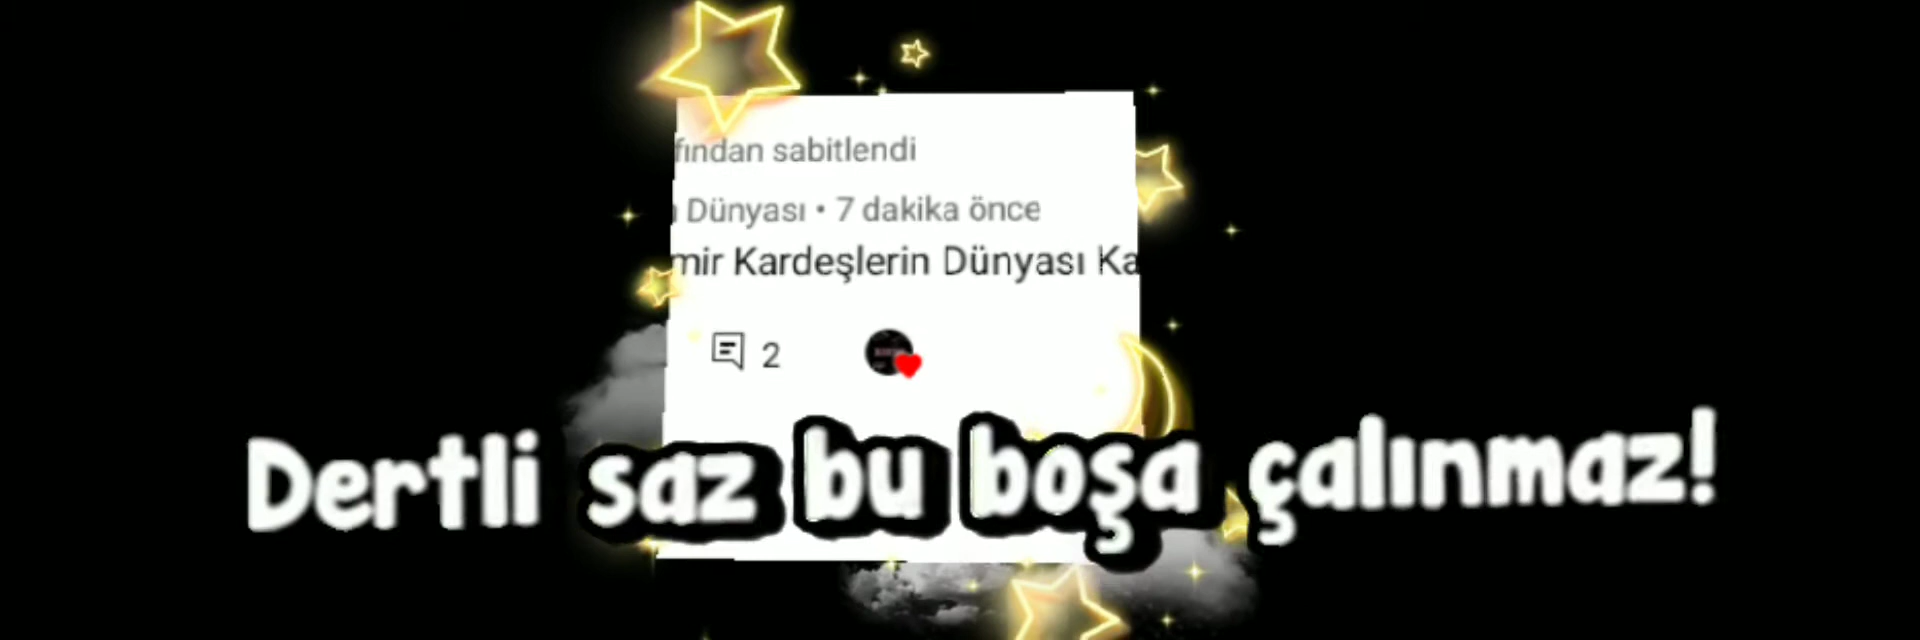 fından sabitlendi
Dünyası • 7 dakika önce
mir Kardeşlerin Dünyası Ka
2
Dertli saz bu boşa çalınmaz!